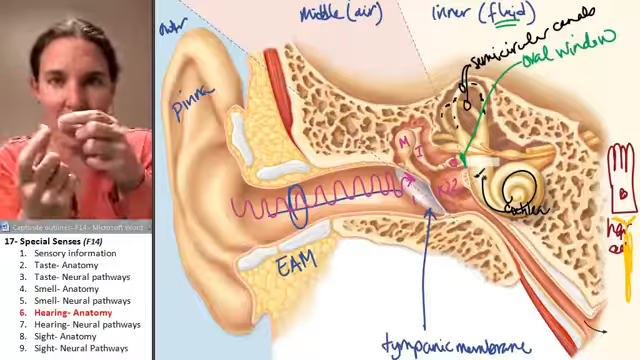 outer
middle (air)
inner (fluid)
semicircular canals
oval window
pinna
M
I
cochlea
EAM
tympanic membrane
hair
Captivate outlines- F14 - Microsoft Word
17- Special Senses (F14)
1. Sensory information
2. Taste- Anatomy
3. Taste- Neural pathways
4. Smell- Anatomy
5. Smell- Neural pathways
6. Hearing- Anatomy
7. Hearing- Neural pathways
8. Sight- Anatomy
9. Sight- Neural Pathways